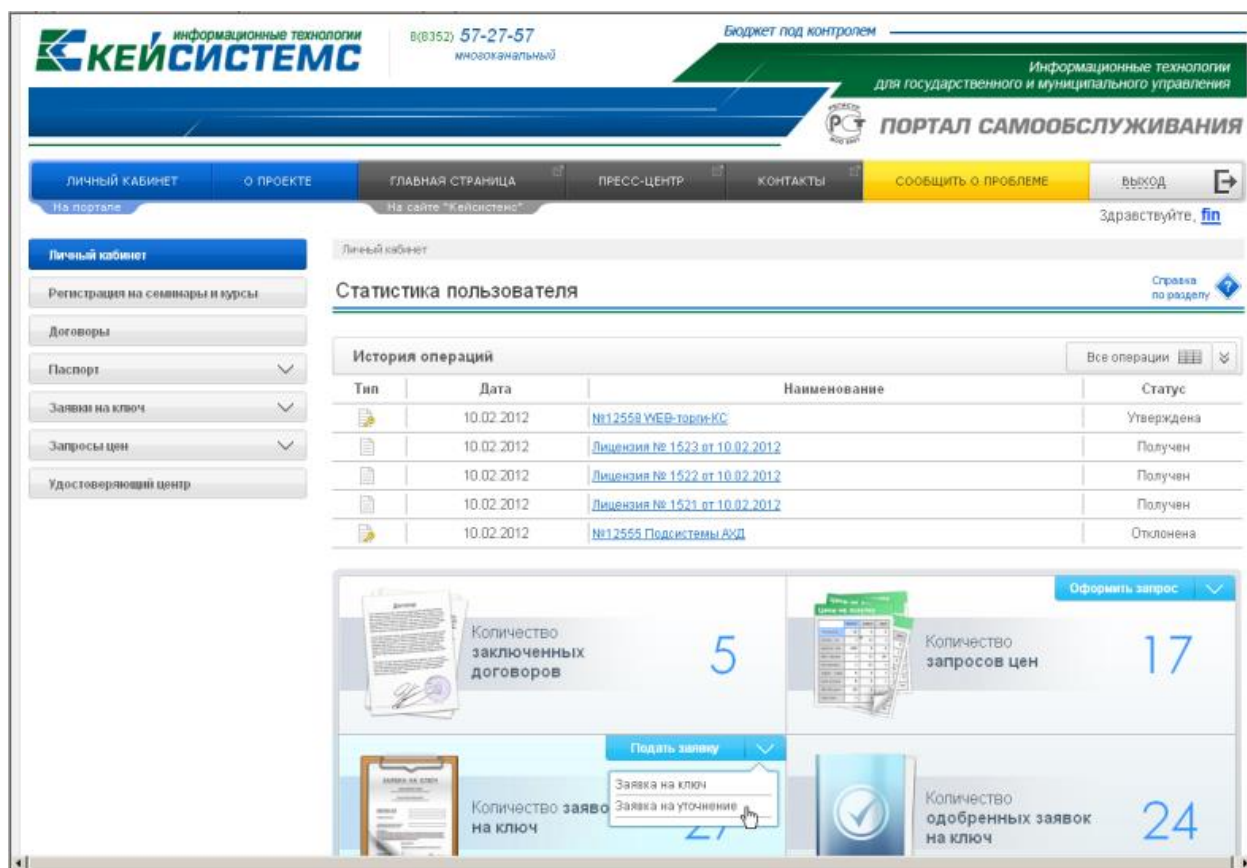 информационные технологии
КЕЙСИСТЕМС
8(8352) 57-27-57
многоканальный
Бюджет под контролем
Информационные технологии
для государственного и муниципального управления
РСТ
ПОРТАЛ САМООБСЛУЖИВАНИЯ
ЛИЧНЫЙ КАБИНЕТ
О ПРОЕКТЕ
ГЛАВНАЯ СТРАНИЦА
ПРЕСС-ЦЕНТР
КОНТАКТЫ
СООБЩИТЬ О ПРОБЛЕМЕ
ВЫХОД
На портале
На сайте "Кейсистемс"
Здравствуйте, fin
Личный кабинет
Регистрация на семинары и курсы
Договоры
Паспорт
Заявки на ключ
Запросы цен
Удостоверяющий центр
Личный кабинет
Статистика пользователя
Справка
по разделу
История операций
Все операции
Тип Дата Наименование Статус
10.02.2012 №12558 WEB-торги-КС Утверждена
10.02.2012 Лицензия № 1523 от 10.02.2012 Получен
10.02.2012 Лицензия № 1522 от 10.02.2012 Получен
10.02.2012 Лицензия № 1521 от 10.02.2012 Получен
10.02.2012 №12555 Подсистемы АХД Отклонена
Договор
Количество
заключенных
договоров
5
Оформить запрос
Количество
запросов цен
17
Подать заявку
Заявка на ключ
Заявка на уточнение
ЗАЯВКА НА КЛЮЧ
Количество заяво
на ключ
27
Количество
одобренных заявок
на ключ
24